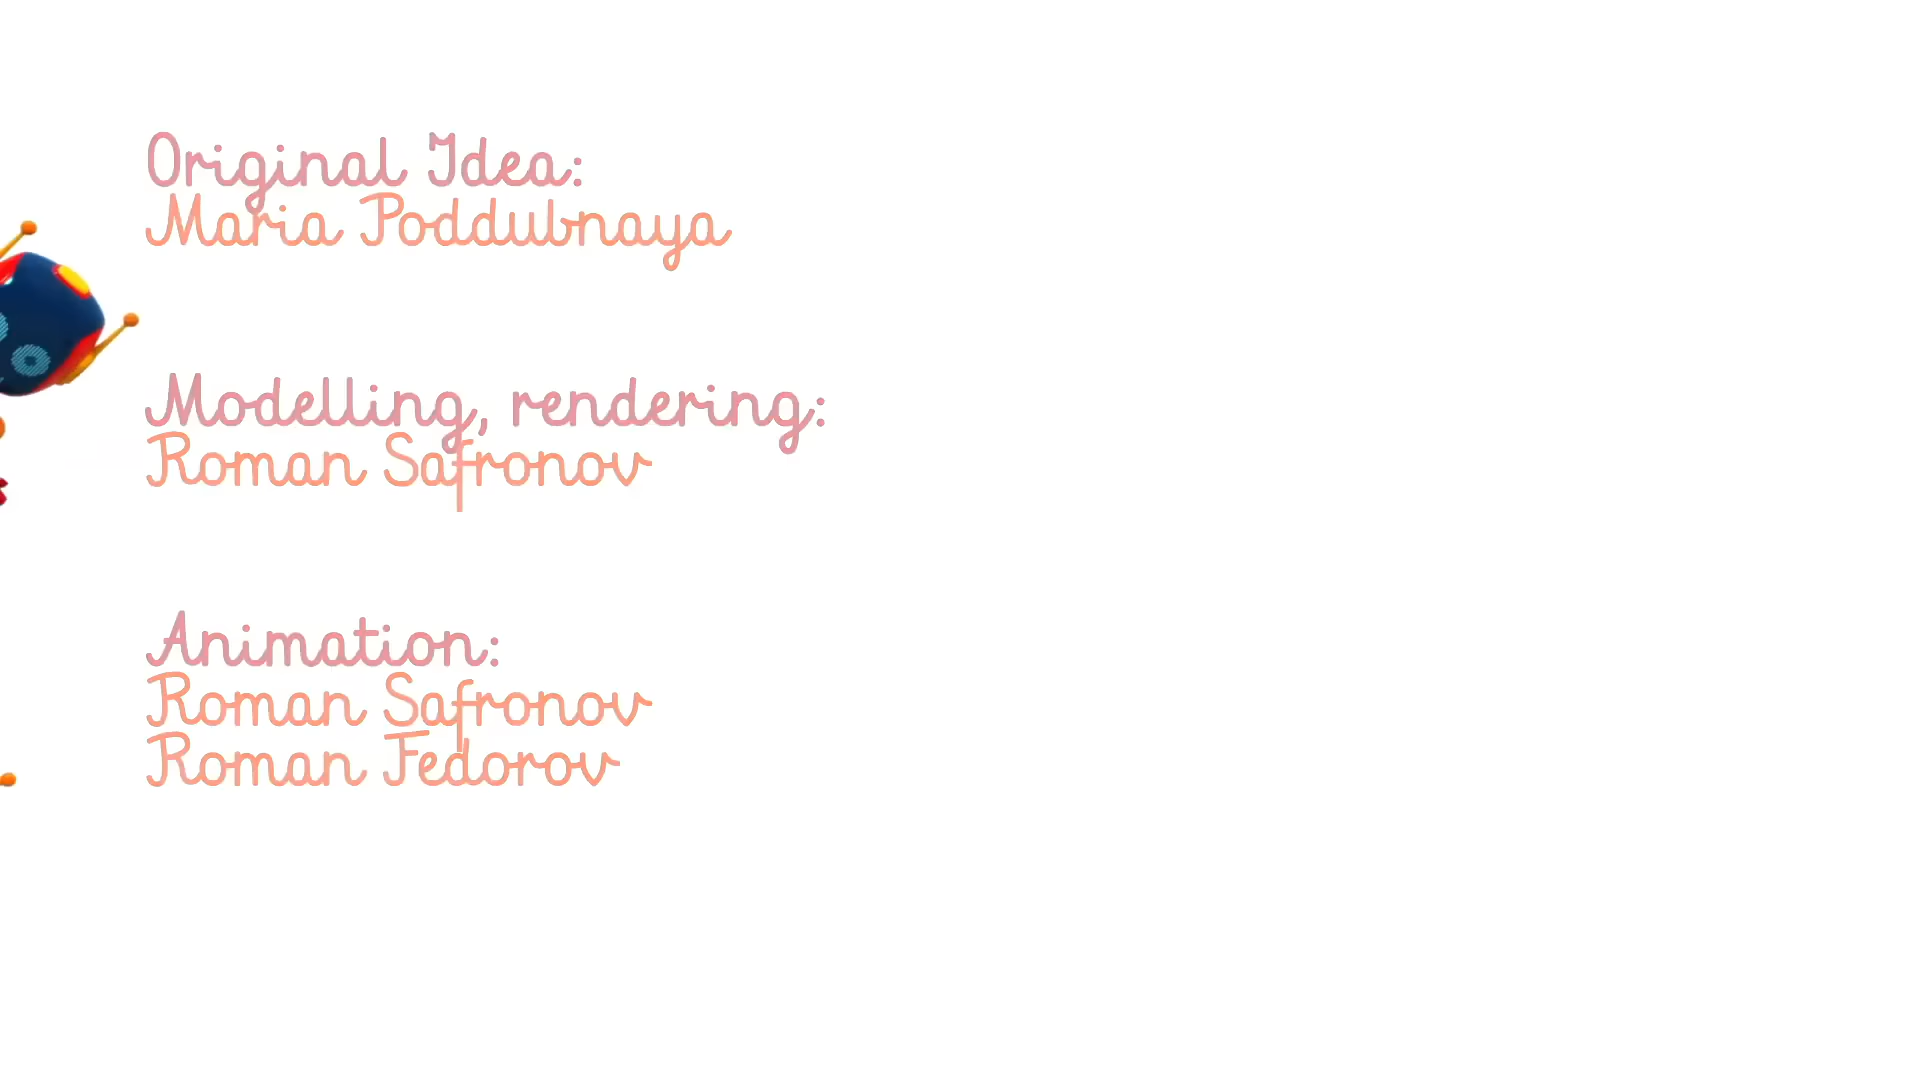 Original Idea:
Maria Poddubnaya
Modelling, rendering:
Roman Safronov
Animation:
Roman Safronov
Roman Fedorov